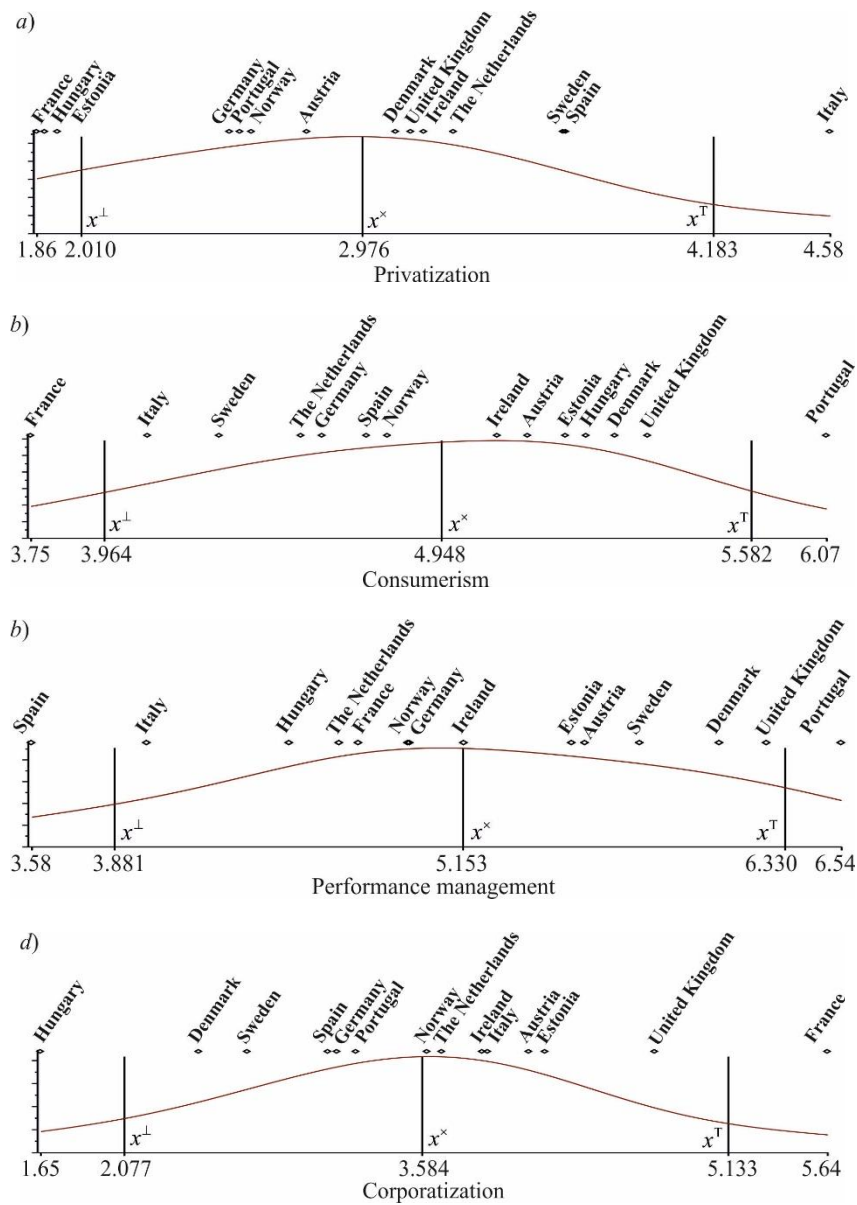 a)
France
Hungary
Estonia
Germany
Portugal
Norway
Austria
Denmark
United Kingdom
Ireland
The Netherlands
Sweden
Spain
Italy
x⊥
x×
xT
1.86 2.010 2.976 4.183 4.58
Privatization
b)
France
Italy
Sweden
The Netherlands
Germany
Spain
Norway
Ireland
Austria
Estonia
Hungary
Denmark
United Kingdom
Portugal
x⊥
x×
xT
3.75 3.964 4.948 5.582 6.07
Consumerism
b)
Spain
Italy
Hungary
The Netherlands
France
Norway
Germany
Ireland
Estonia
Austria
Sweden
Denmark
United Kingdom
Portugal
x⊥
x×
xT
3.58 3.881 5.153 6.330 6.54
Performance management
d)
Hungary
Denmark
Sweden
Spain
Germany
Portugal
Norway
The Netherlands
Ireland
Italy
Austria
Estonia
United Kingdom
France
x⊥
x×
xT
1.65 2.077 3.584 5.133 5.64
Corporatization